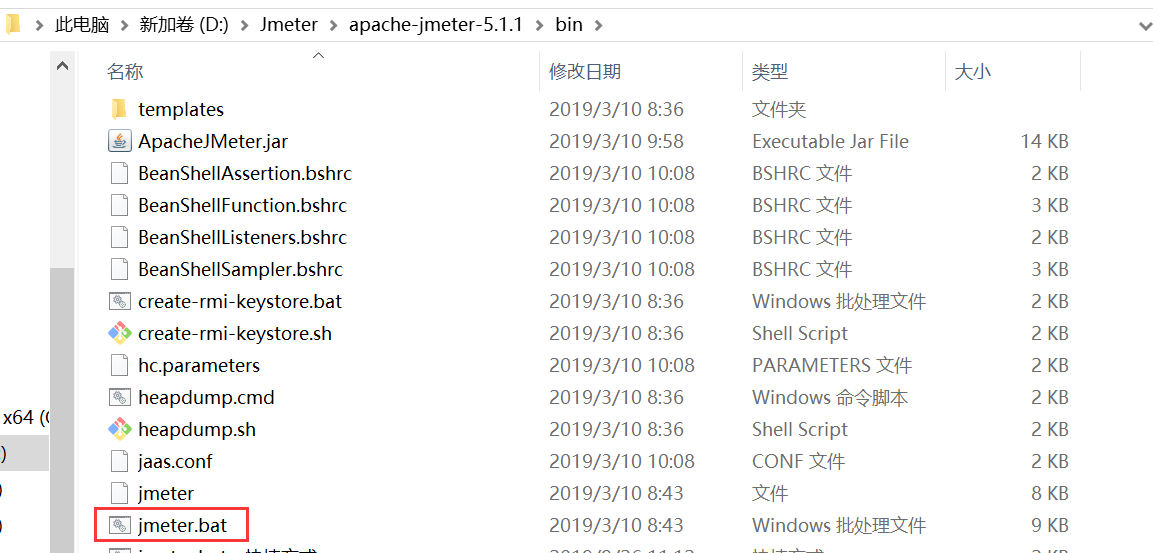 此电脑 > 新加卷 (D:) > Jmeter > apache-jmeter-5.1.1 > bin >
名称 修改日期 类型 大小
templates 2019/3/10 8:36 文件夹
ApacheJMeter.jar 2019/3/10 9:58 Executable Jar File 14 KB
BeanShellAssertion.bshrc 2019/3/10 10:08 BSHRC 文件 2 KB
BeanShellFunction.bshrc 2019/3/10 10:08 BSHRC 文件 3 KB
BeanShellListeners.bshrc 2019/3/10 10:08 BSHRC 文件 2 KB
BeanShellSampler.bshrc 2019/3/10 10:08 BSHRC 文件 3 KB
create-rmi-keystore.bat 2019/3/10 8:36 Windows 批处理文件 2 KB
create-rmi-keystore.sh 2019/3/10 8:36 Shell Script 2 KB
hc.parameters 2019/3/10 10:08 PARAMETERS 文件 2 KB
heapdump.cmd 2019/3/10 8:36 Windows 命令脚本 2 KB
x64 (
heapdump.sh 2019/3/10 8:36 Shell Script 2 KB
jaas.conf 2019/3/10 10:08 CONF 文件 2 KB
jmeter 2019/3/10 8:43 文件 8 KB
jmeter.bat 2019/3/10 8:43 Windows 批处理文件 9 KB